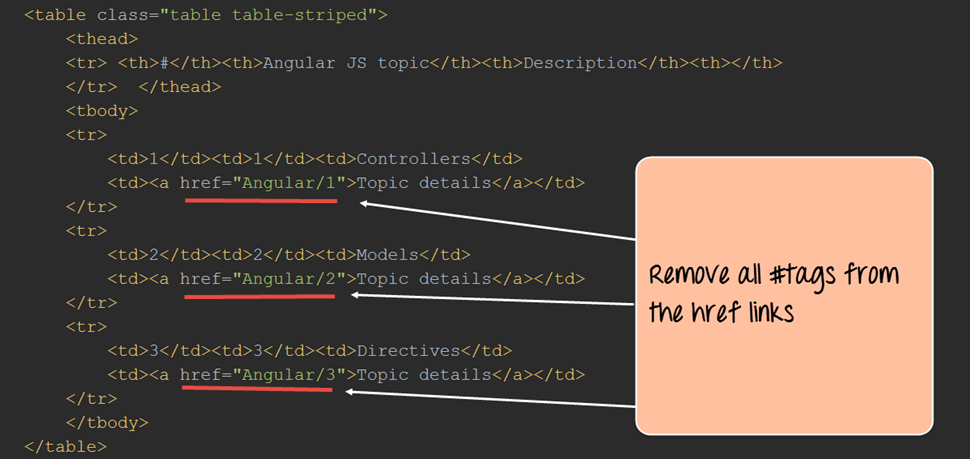 <table class="table table-striped">
<thead>
<tr> <th>#</th><th>Angular JS topic</th><th>Description</th><th></th>
</tr>  </thead>
<tbody>
<tr>
<td>1</td><td>1</td><td>Controllers</td>
<td><a href="Angular/1">Topic details</a></td>
</tr>
<tr>
<td>2</td><td>2</td><td>Models</td>
<td><a href="Angular/2">Topic details</a></td>
</tr>
<tr>
<td>3</td><td>3</td><td>Directives</td>
<td><a href="Angular/3">Topic details</a></td>
</tr>
</tbody>
</table>
Remove all #tags from
the href links